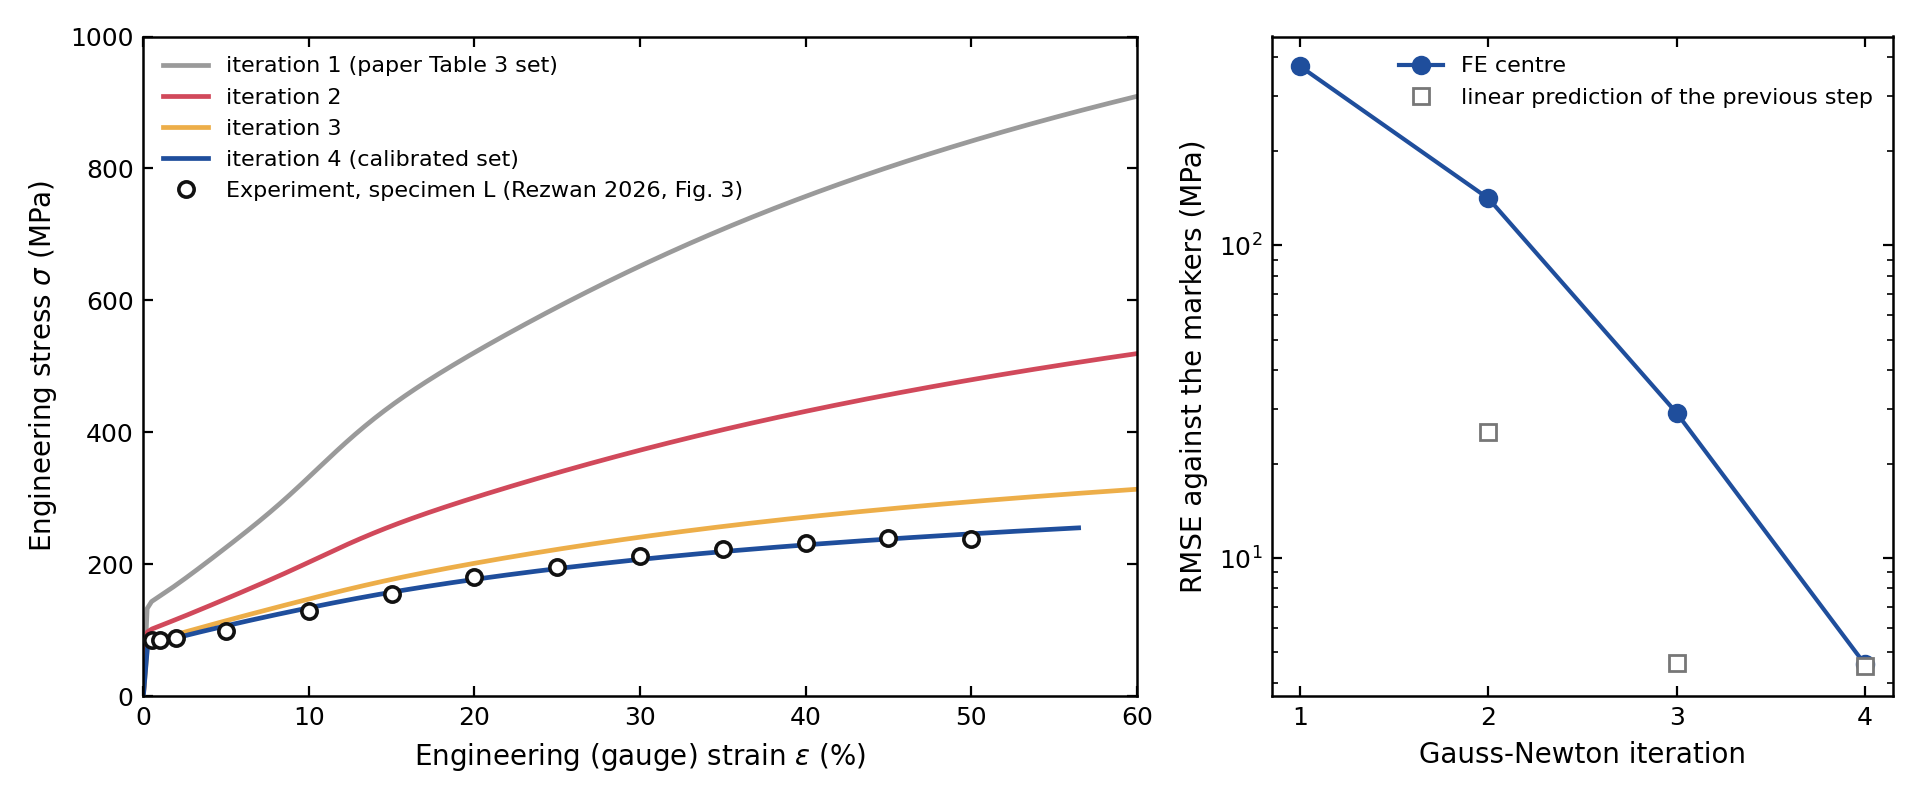 1000
800
600
400
200
0
0 10 20 30 40 50 60
Engineering stress σ (MPa)
Engineering (gauge) strain ε (%)
iteration 1 (paper Table 3 set)
iteration 2
iteration 3
iteration 4 (calibrated set)
Experiment, specimen L (Rezwan 2026, Fig. 3)
RMSE against the markers (MPa)
10²
10¹
FE centre
linear prediction of the previous step
1 2 3 4
Gauss-Newton iteration